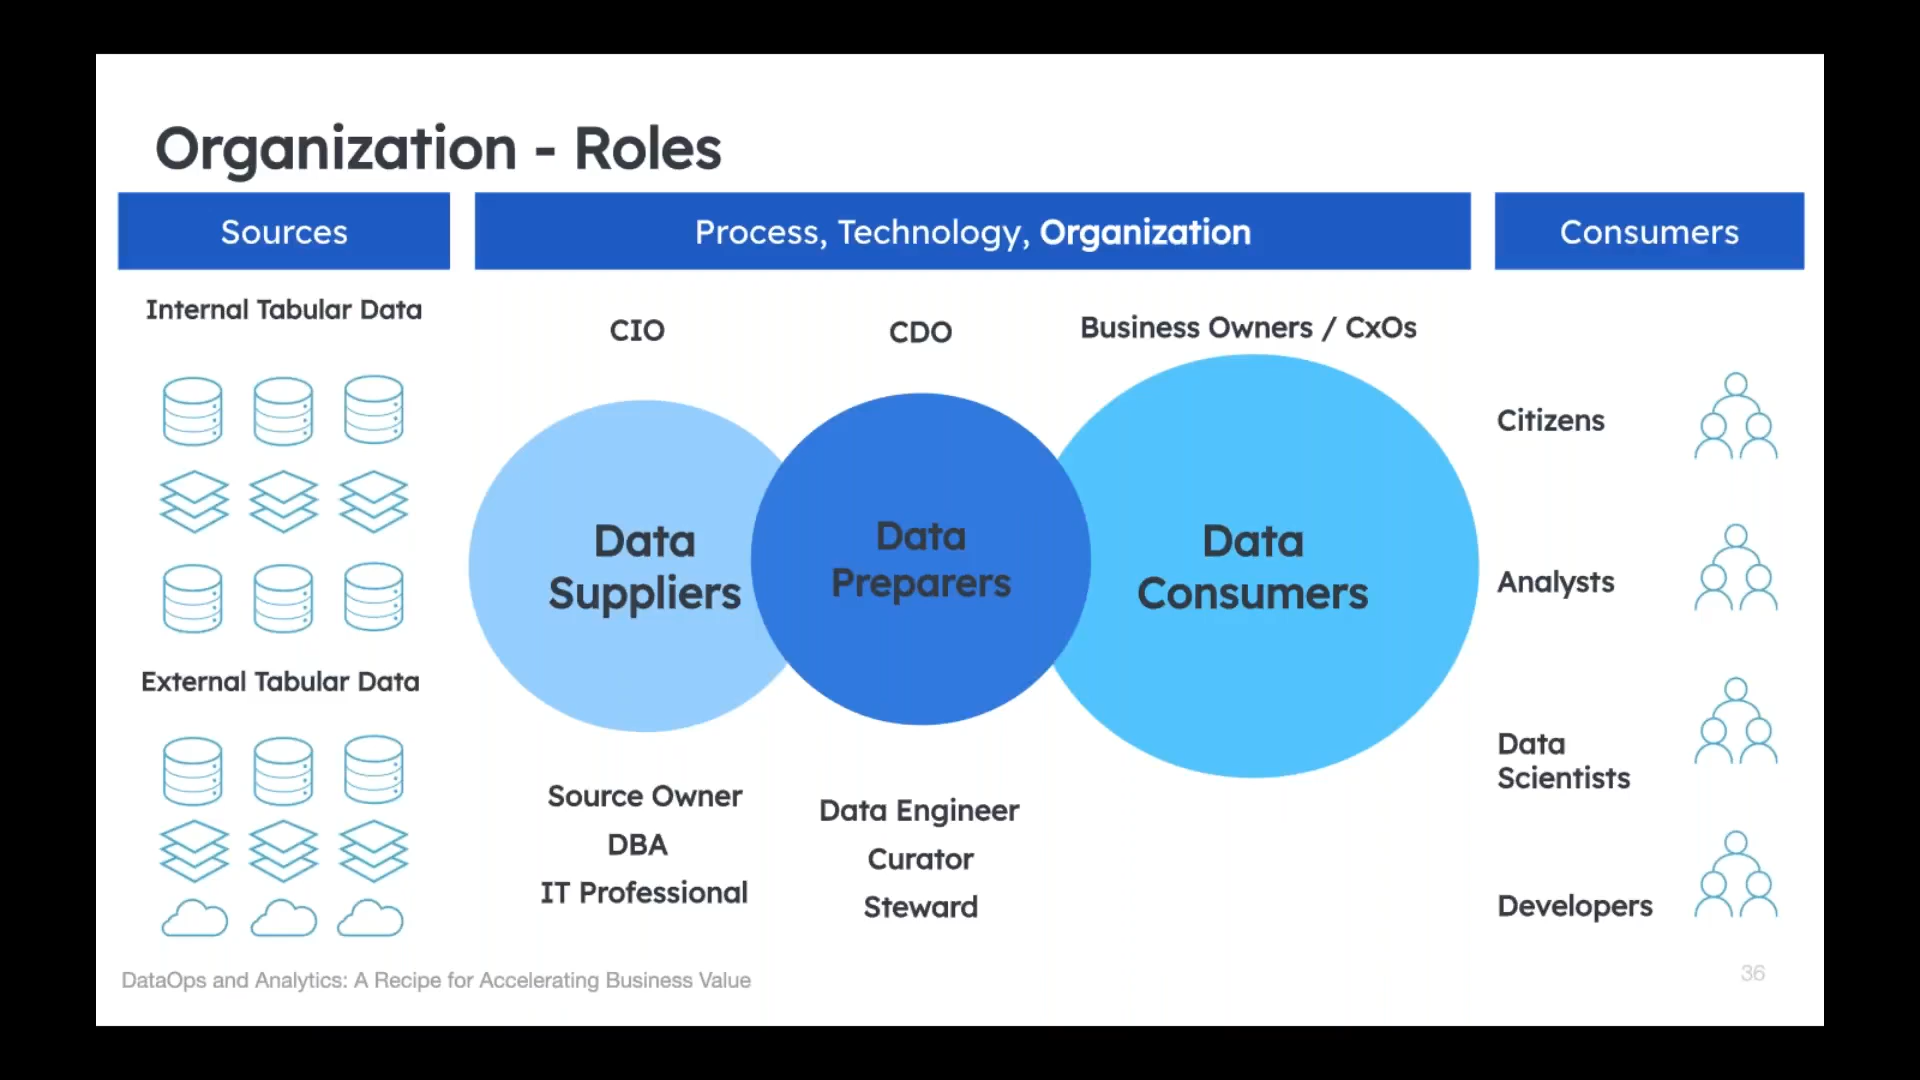 Organization - Roles
Sources
Process, Technology, Organization
Consumers
Internal Tabular Data
External Tabular Data
CIO
CDO
Business Owners / CxOs
Data
Suppliers
Data
Preparers
Data
Consumers
Source Owner
DBA
IT Professional
Data Engineer
Curator
Steward
Citizens
Analysts
Data
Scientists
Developers
DataOps and Analytics: A Recipe for Accelerating Business Value
36